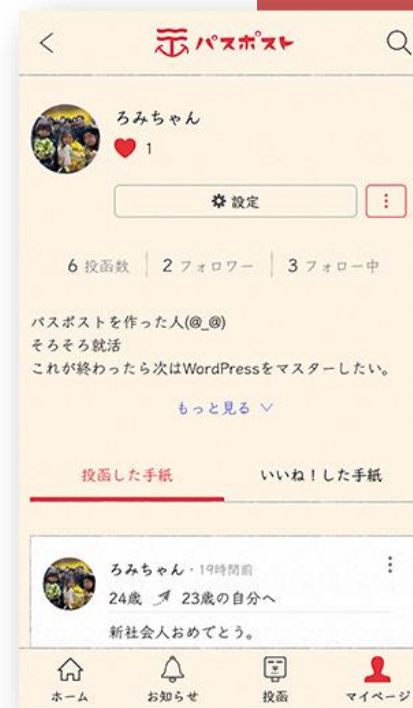 パスポスト
ろみちゃん
1
設定
6 投函数 2 フォロワー 3 フォロー中
パスポストを作った人(@_@)
そろそろ就活
これが終わったら次はWordPressをマスターしたい。
もっと見る
投函した手紙 いいね！した手紙
ろみちゃん・19時間前
24歳 23歳の自分へ
新社会人おめでとう。
ホーム お知らせ 投函 マイページ